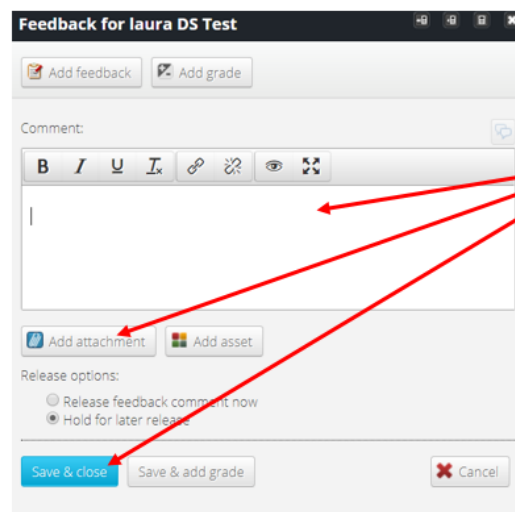 Feedback for laura DS Test
Add feedback Add grade
Comment:
B I U Tx
Add attachment Add asset
Release options:
Release feedback comment now
Hold for later release
Save & close Save & add grade Cancel